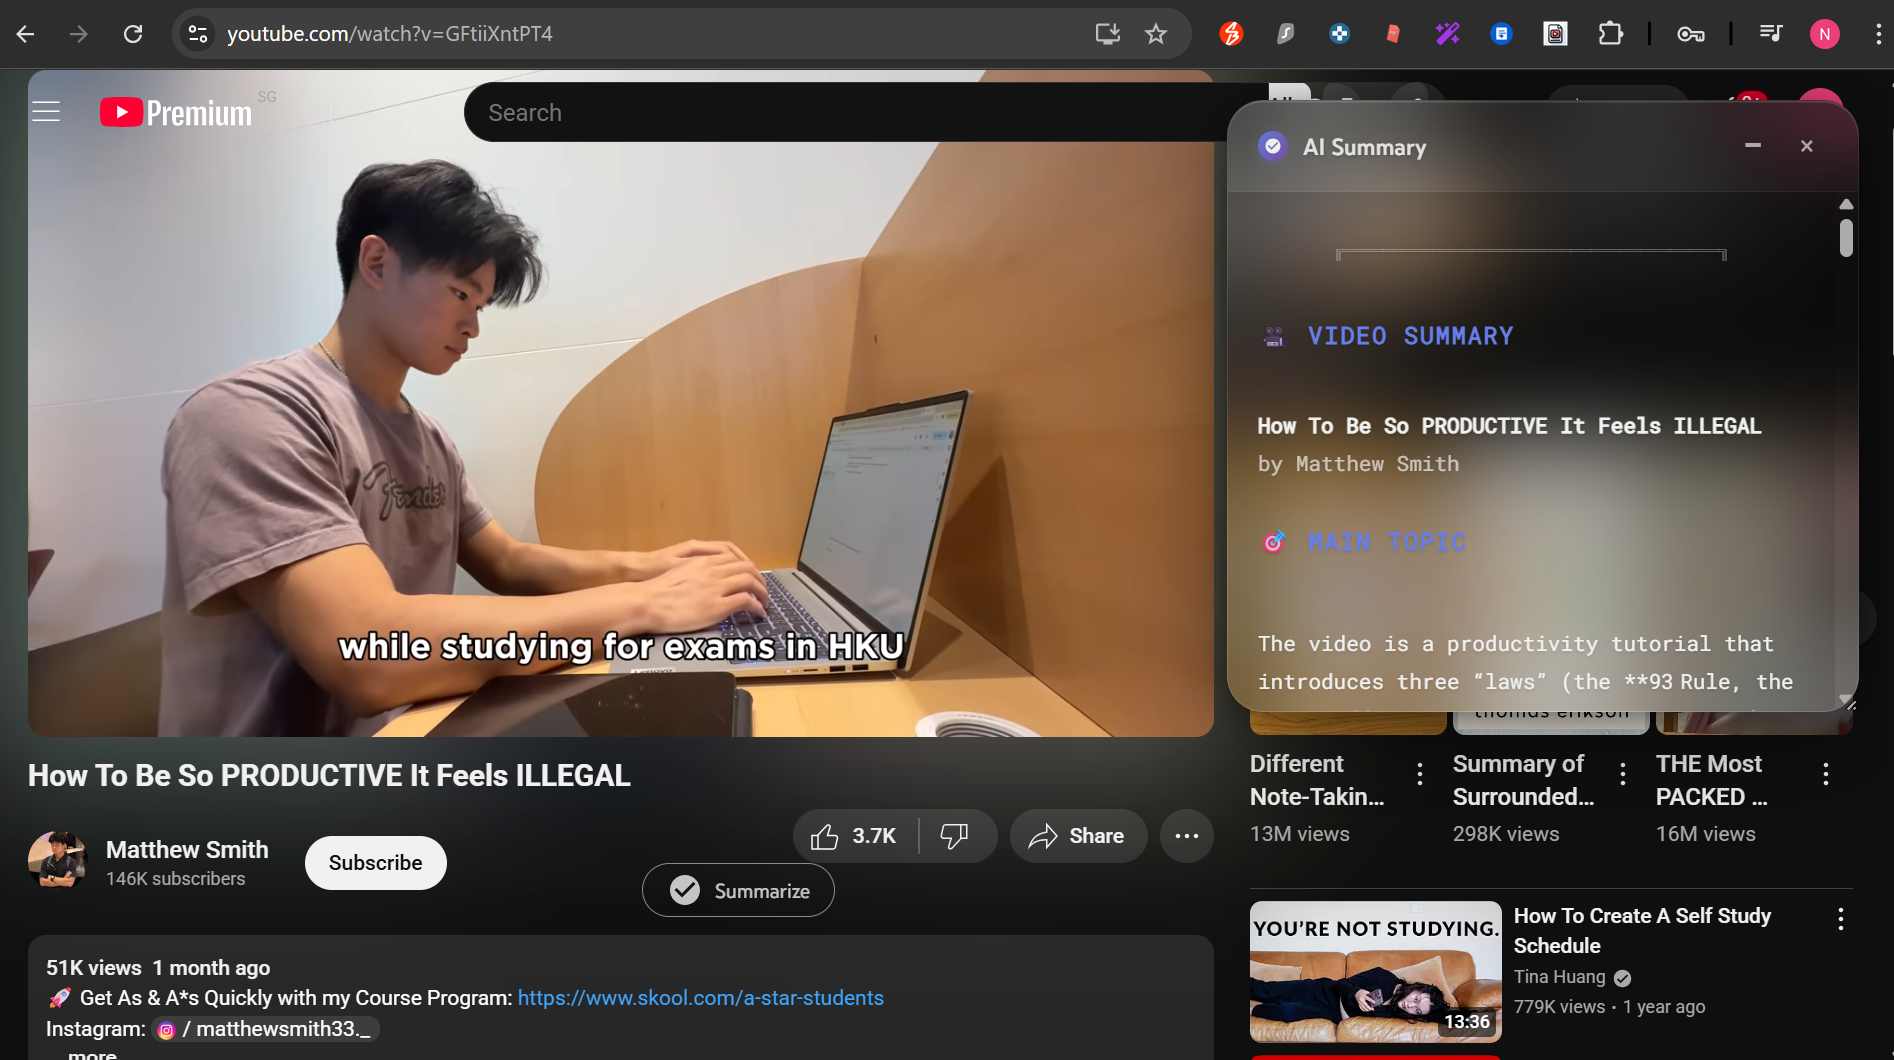 youtube.com/watch?v=GFtiiXntPT4
N
Premium
SG
Search
AI Summary
VIDEO SUMMARY
How To Be So PRODUCTIVE It Feels ILLEGAL
by Matthew Smith
MAIN TOPIC
The video is a productivity tutorial that
introduces three “laws” (the **93 Rule, the
Fender
while studying for exams in HKU
How To Be So PRODUCTIVE It Feels ILLEGAL
Matthew Smith
146K subscribers
Subscribe
3.7K
Share
Summarize
51K views 1 month ago
🚀 Get As & A*s Quickly with my Course Program: https://www.skool.com/a-star-students
Instagram: / matthewsmith33._
...more
thomas erikson
Different
Note-Takin...
13M views
Summary of
Surrounded...
298K views
THE Most
PACKED ...
16M views
YOU'RE NOT STUDYING.
13:36
How To Create A Self Study
Schedule
Tina Huang
779K views • 1 year ago